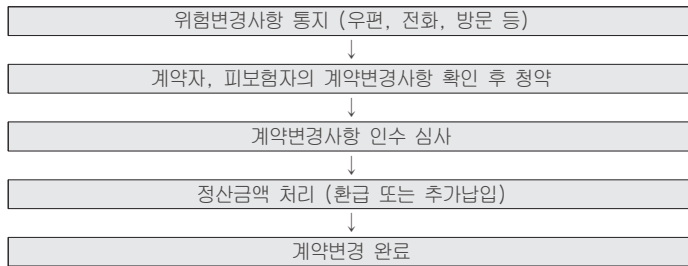 위험변경사항 통지 (우편, 전화, 방문 등)
↓
계약자, 피보험자의 계약변경사항 확인 후 청약
↓
계약변경사항 인수 심사
↓
정산금액 처리 (환급 또는 추가납입)
↓
계약변경 완료